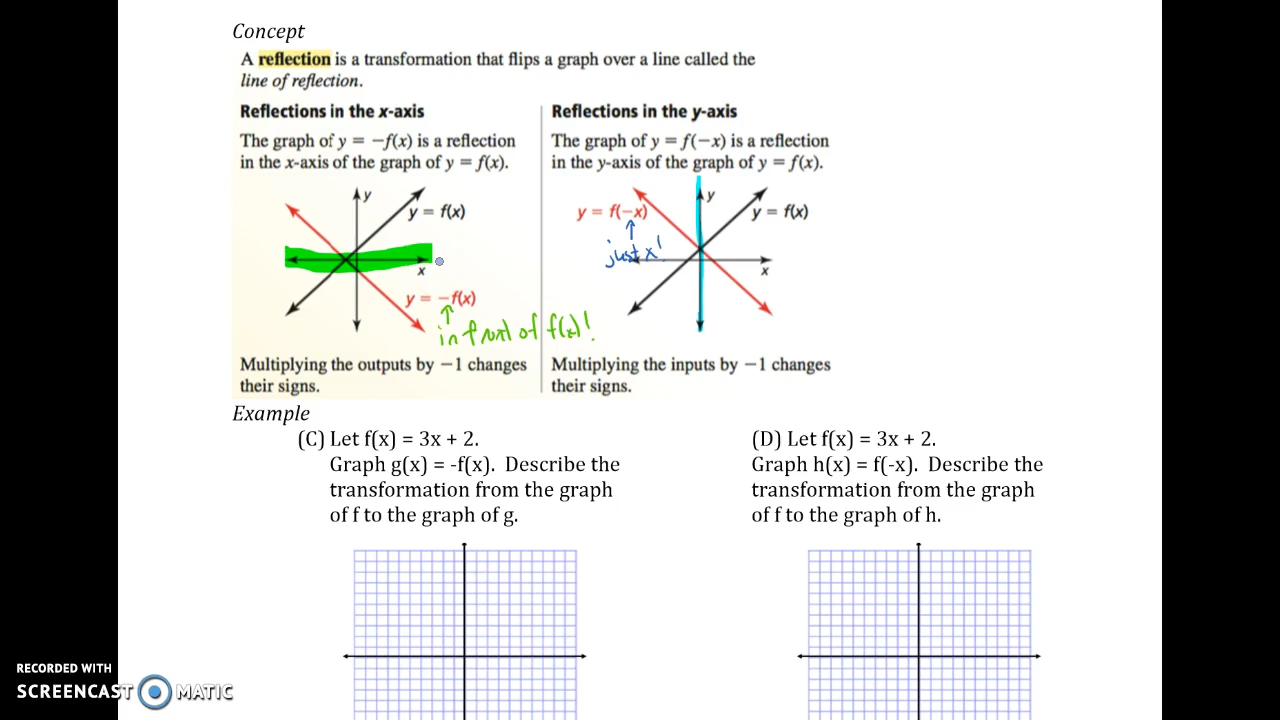 Concept
A reflection is a transformation that flips a graph over a line called the
line of reflection.
Reflections in the x-axis
The graph of y = −f(x) is a reflection
in the x-axis of the graph of y = f(x).
y
y = f(x)
x
y = −f(x)
in front of f(x)!
Multiplying the outputs by −1 changes
their signs.
Reflections in the y-axis
The graph of y = f(−x) is a reflection
in the y-axis of the graph of y = f(x).
y
y = f(−x)
y = f(x)
just x!
x
Multiplying the inputs by −1 changes
their signs.
Example
(C) Let f(x) = 3x + 2.
Graph g(x) = -f(x). Describe the
transformation from the graph
of f to the graph of g.
(D) Let f(x) = 3x + 2.
Graph h(x) = f(-x). Describe the
transformation from the graph
of f to the graph of h.
RECORDED WITH
SCREENCAST MATIC